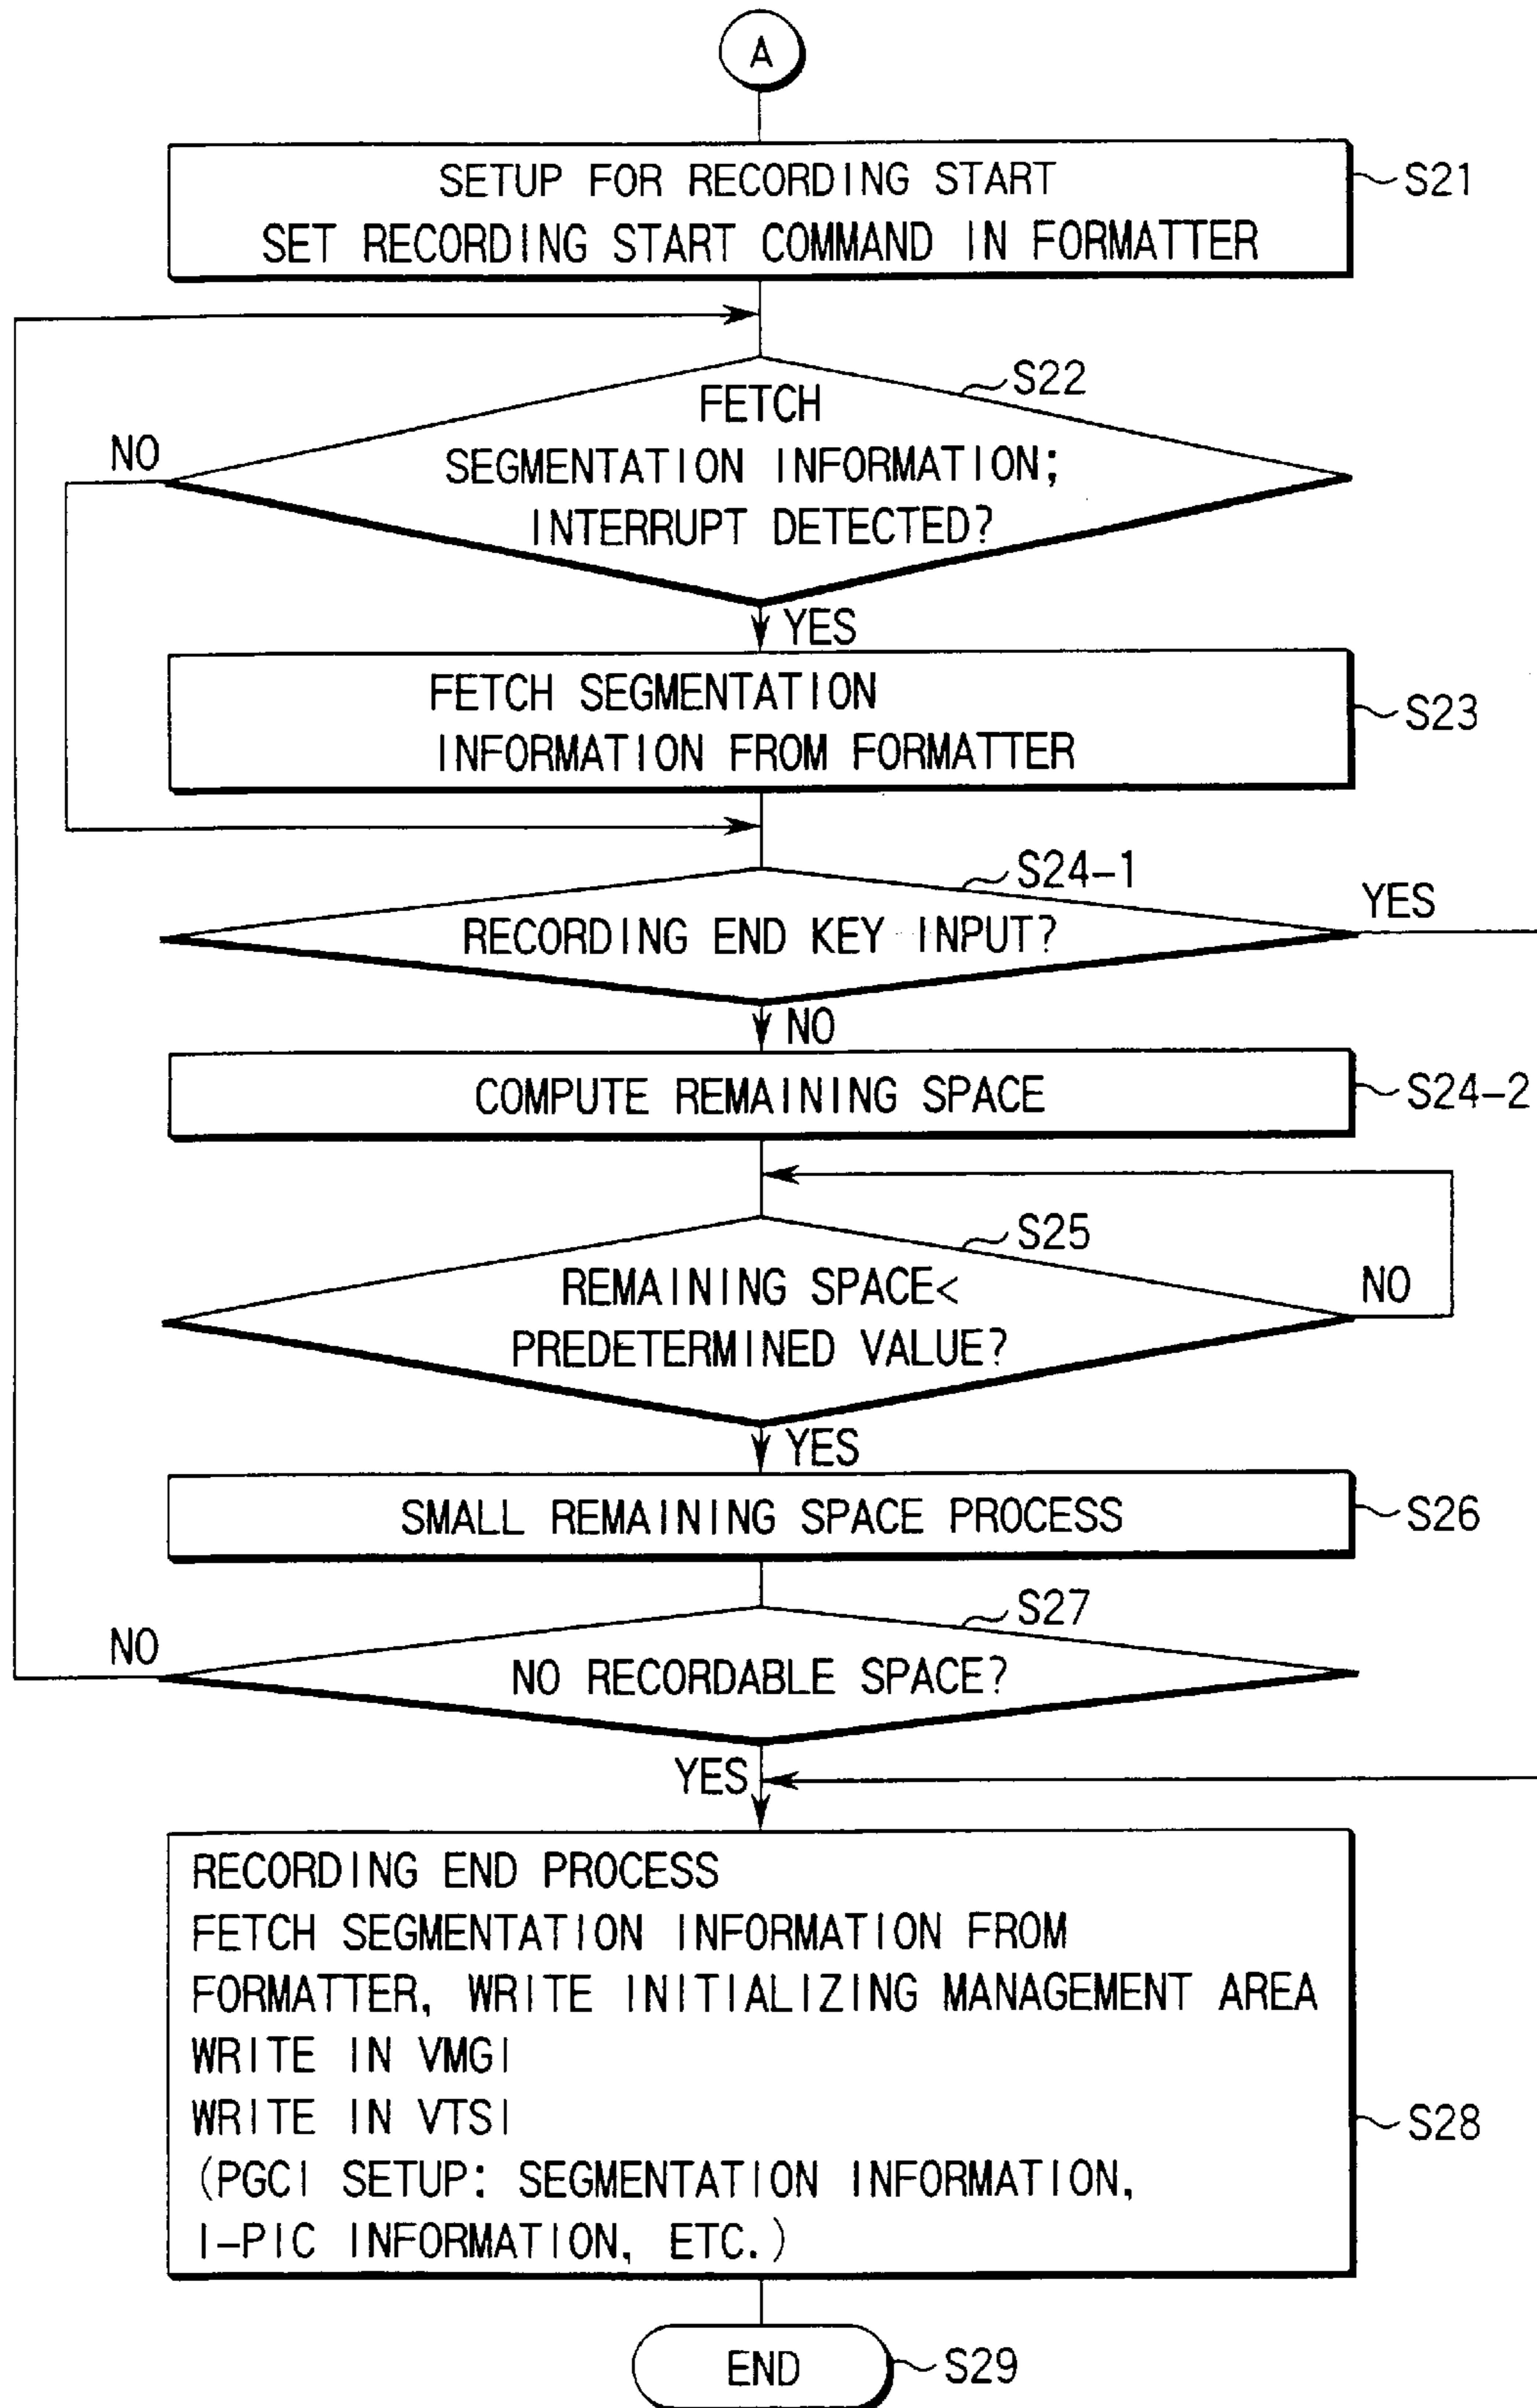 A
SETUP FOR RECORDING START
SET RECORDING START COMMAND IN FORMATTER
S21
S22
FETCH
SEGMENTATION INFORMATION;
INTERRUPT DETECTED?
NO
YES
FETCH SEGMENTATION
INFORMATION FROM FORMATTER
S23
S24-1
RECORDING END KEY INPUT?
YES
NO
COMPUTE REMAINING SPACE
S24-2
S25
REMAINING SPACE<
PREDETERMINED VALUE?
NO
YES
SMALL REMAINING SPACE PROCESS
S26
S27
NO
NO RECORDABLE SPACE?
YES
RECORDING END PROCESS
FETCH SEGMENTATION INFORMATION FROM
FORMATTER, WRITE INITIALIZING MANAGEMENT AREA
WRITE IN VMGI
WRITE IN VTSI
(PGCI SETUP: SEGMENTATION INFORMATION,
I-PIC INFORMATION, ETC.)
S28
END
S29